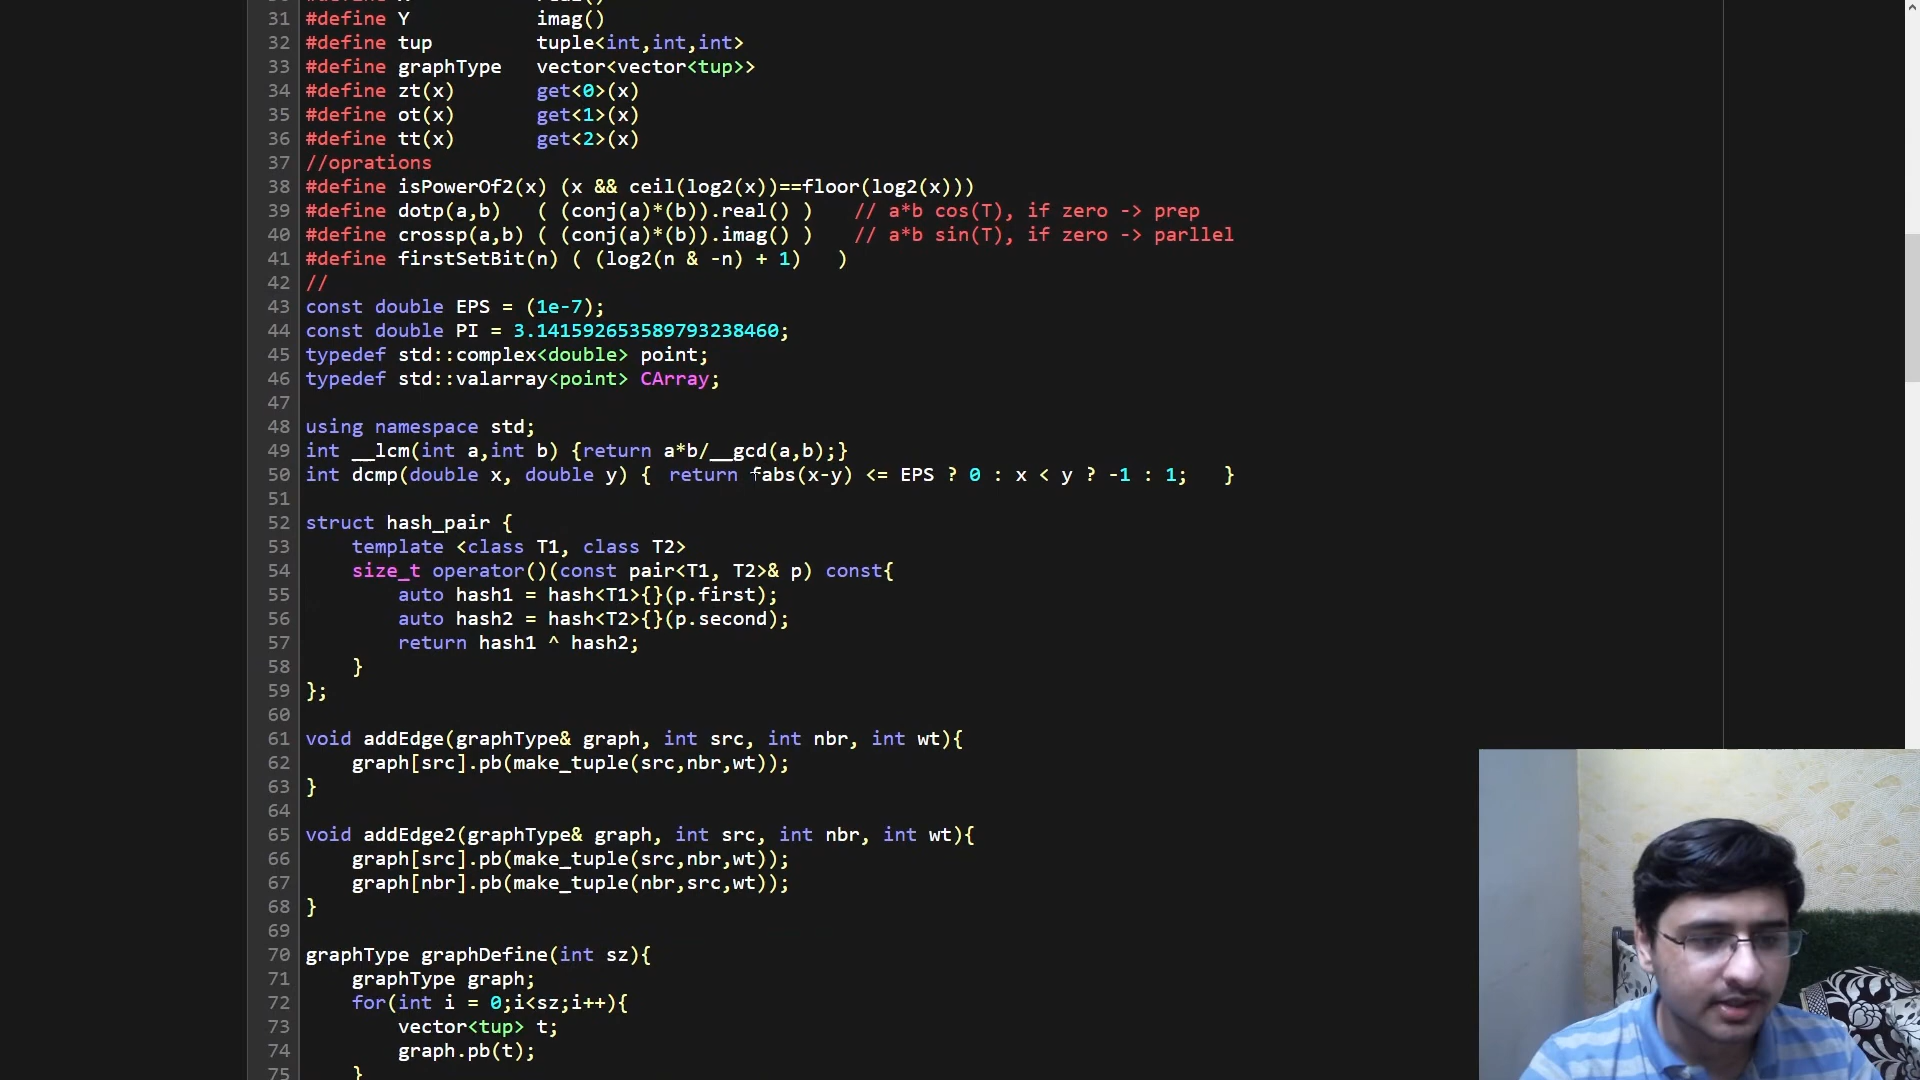 31 #define Y imag()
32 #define tup tuple<int,int,int>
33 #define graphType vector<vector<tup>>
34 #define zt(x) get<0>(x)
35 #define ot(x) get<1>(x)
36 #define tt(x) get<2>(x)
37 //oprations
38 #define isPowerOf2(x) (x && ceil(log2(x))==floor(log2(x)))
39 #define dotp(a,b) ( (conj(a)*(b)).real() ) // a*b cos(T), if zero -> prep
40 #define crossp(a,b) ( (conj(a)*(b)).imag() ) // a*b sin(T), if zero -> parllel
41 #define firstSetBit(n) ( (log2(n & -n) + 1) )
42 //
43 const double EPS = (1e-7);
44 const double PI = 3.141592653589793238460;
45 typedef std::complex<double> point;
46 typedef std::valarray<point> CArray;
47
48 using namespace std;
49 int __lcm(int a,int b) {return a*b/__gcd(a,b);}
50 int dcmp(double x, double y) { return fabs(x-y) <= EPS ? 0 : x < y ? -1 : 1; }
51
52 struct hash_pair {
53 template <class T1, class T2>
54 size_t operator()(const pair<T1, T2>& p) const{
55 auto hash1 = hash<T1>{}(p.first);
56 auto hash2 = hash<T2>{}(p.second);
57 return hash1 ^ hash2;
58 }
59 };
60
61 void addEdge(graphType& graph, int src, int nbr, int wt){
62 graph[src].pb(make_tuple(src,nbr,wt));
63 }
64
65 void addEdge2(graphType& graph, int src, int nbr, int wt){
66 graph[src].pb(make_tuple(src,nbr,wt));
67 graph[nbr].pb(make_tuple(nbr,src,wt));
68 }
69
70 graphType graphDefine(int sz){
71 graphType graph;
72 for(int i = 0;i<sz;i++){
73 vector<tup> t;
74 graph.pb(t);
75 }